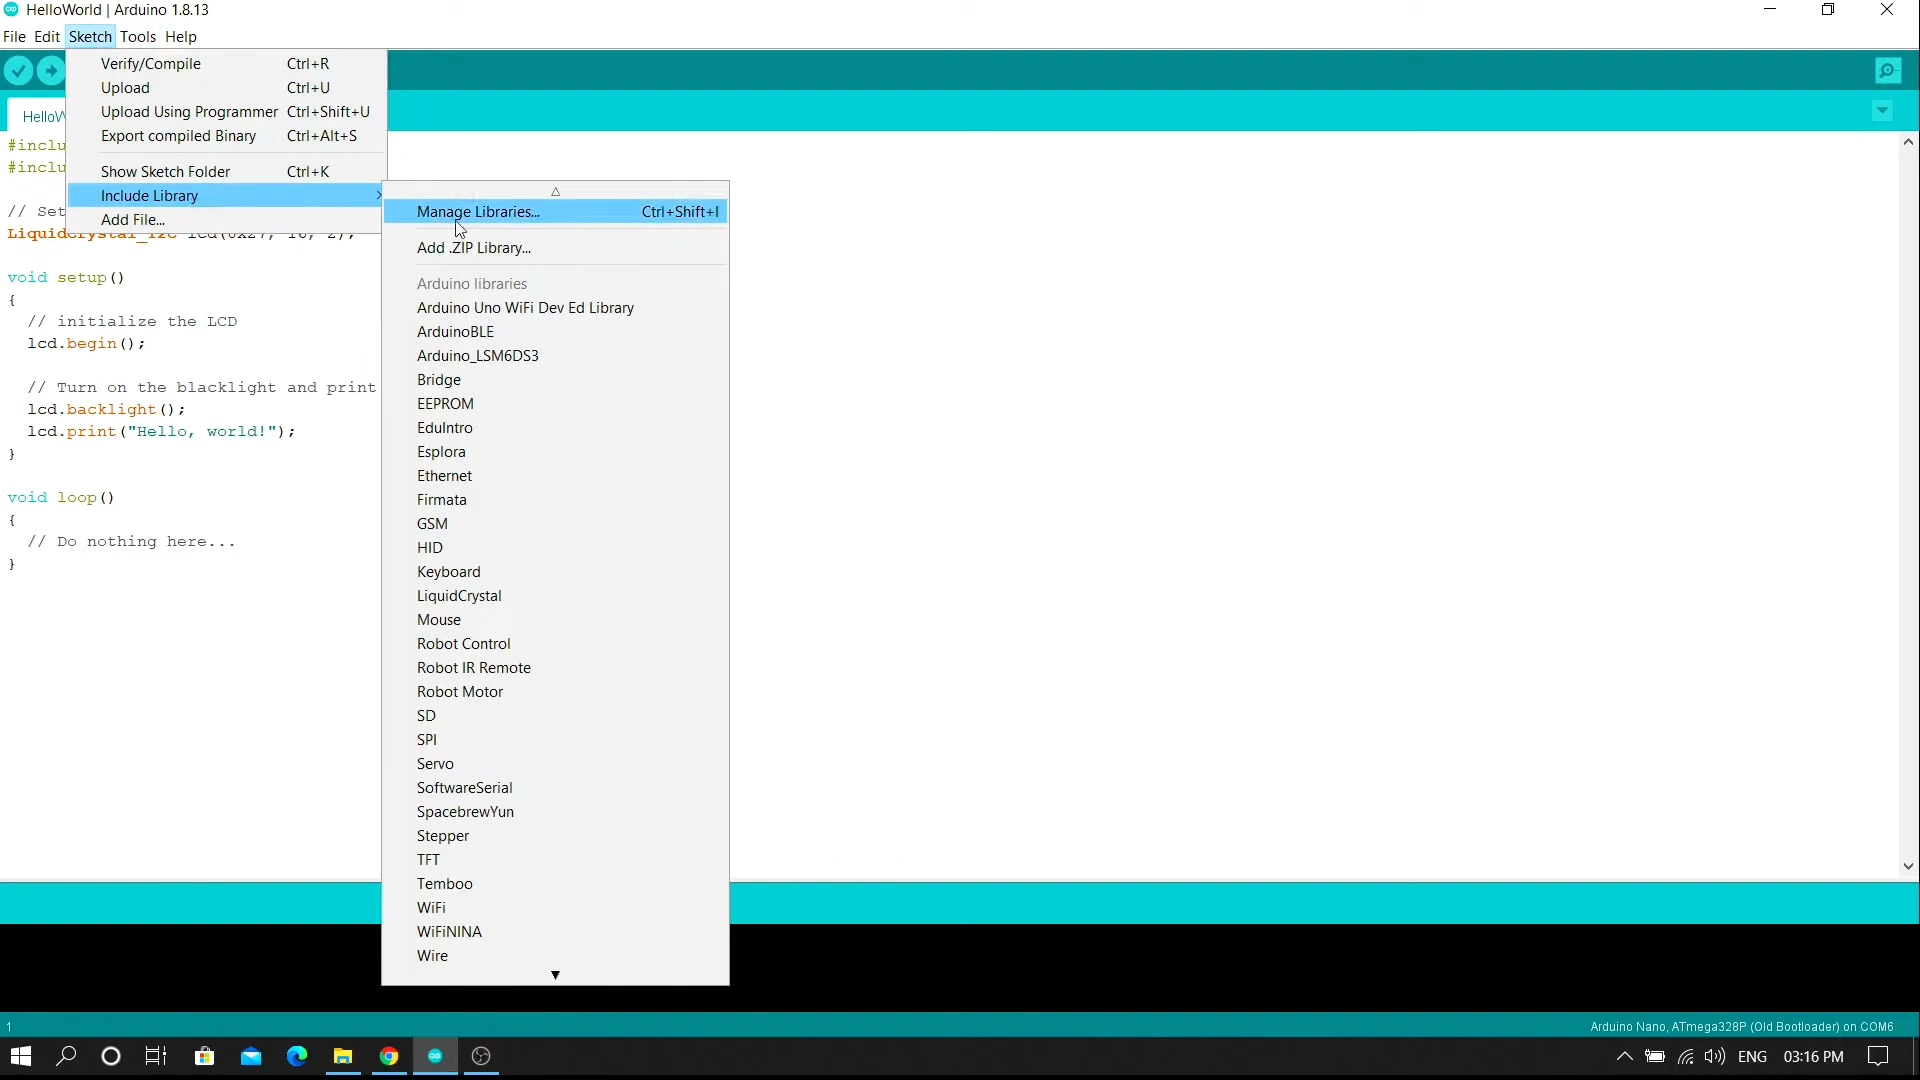 HelloWorld | Arduino 1.8.13
File Edit Sketch Tools Help
Verify/Compile Ctrl+R
Upload Ctrl+U
Upload Using Programmer Ctrl+Shift+U
Export compiled Binary Ctrl+Alt+S
Show Sketch Folder Ctrl+K
Include Library
Add File...
Manage Libraries... Ctrl+Shift+I
Add .ZIP Library...
Arduino libraries
Arduino Uno WiFi Dev Ed Library
ArduinoBLE
Arduino_LSM6DS3
Bridge
EEPROM
EduIntro
Esplora
Ethernet
Firmata
GSM
HID
Keyboard
LiquidCrystal
Mouse
Robot Control
Robot IR Remote
Robot Motor
SD
SPI
Servo
SoftwareSerial
SpacebrewYun
Stepper
TFT
Temboo
WiFi
WiFiNINA
Wire
HelloW
#inclu
#inclu
// Set
LiquidCrystal_I2C lcd(0x27, 16, 2);
void setup()
{
// initialize the LCD
lcd.begin();
// Turn on the blacklight and print
lcd.backlight();
lcd.print("Hello, world!");
}
void loop()
{
// Do nothing here...
}
1
Arduino Nano, ATmega328P (Old Bootloader) on COM6
ENG 03:16 PM